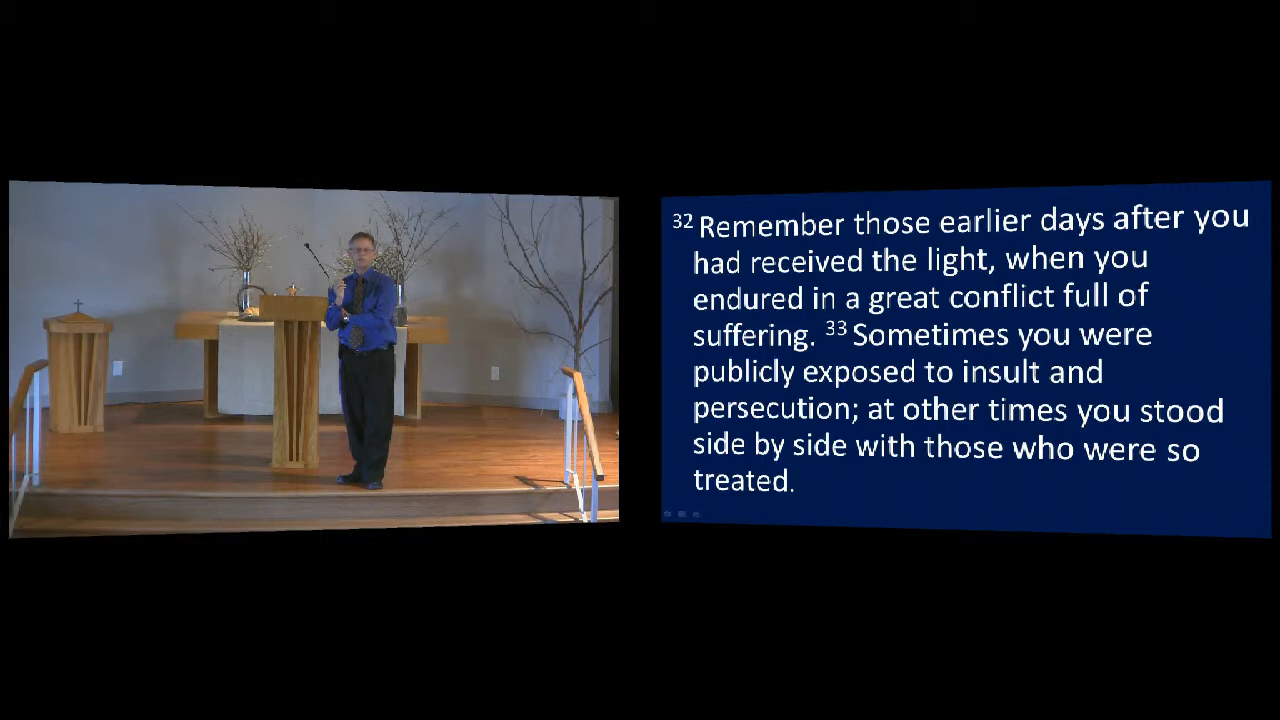 32 Remember those earlier days after you
had received the light, when you
endured in a great conflict full of
suffering. 33 Sometimes you were
publicly exposed to insult and
persecution; at other times you stood
side by side with those who were so
treated.